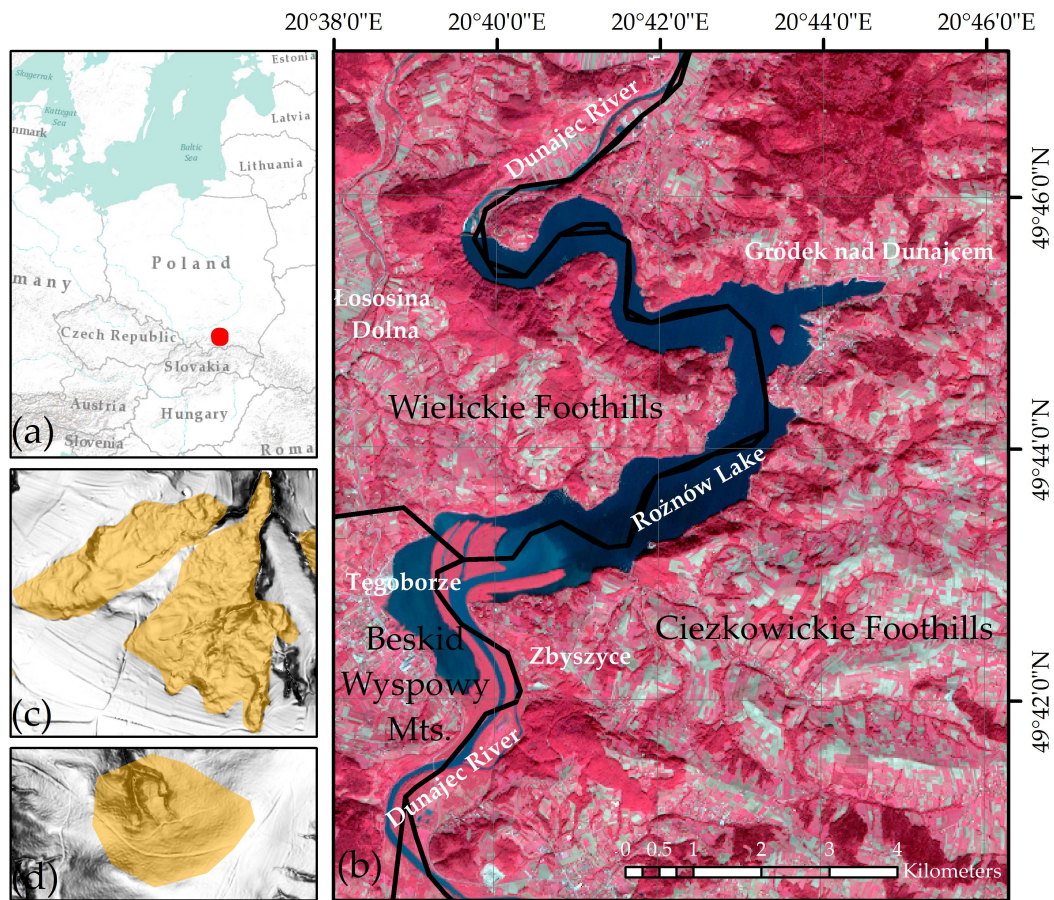 20°38'0"E 20°40'0"E 20°42'0"E 20°44'0"E 20°46'0"E
Estonia
Skagerrak
Kattegat
Sea
Latvia
nmark
Baltic
Sea
Lithuania
Poland
many
Czech Republic
Slovakia
Austria
Hungary
Slovenia
Roma
(a)
(c)
(d)
Dunajec River
49°46'0"N
Gródek nad Dunajcem
Łososina
Dolna
Wielickie Foothills
49°44'0"N
Rożnów Lake
Tęgoborze
Ciezkowickie Foothills
Beskid
Wyspowy
Mts.
Zbyszyce
49°42'0"N
Dunajec River
0 0.5 1 2 3 4
Kilometers
(b)